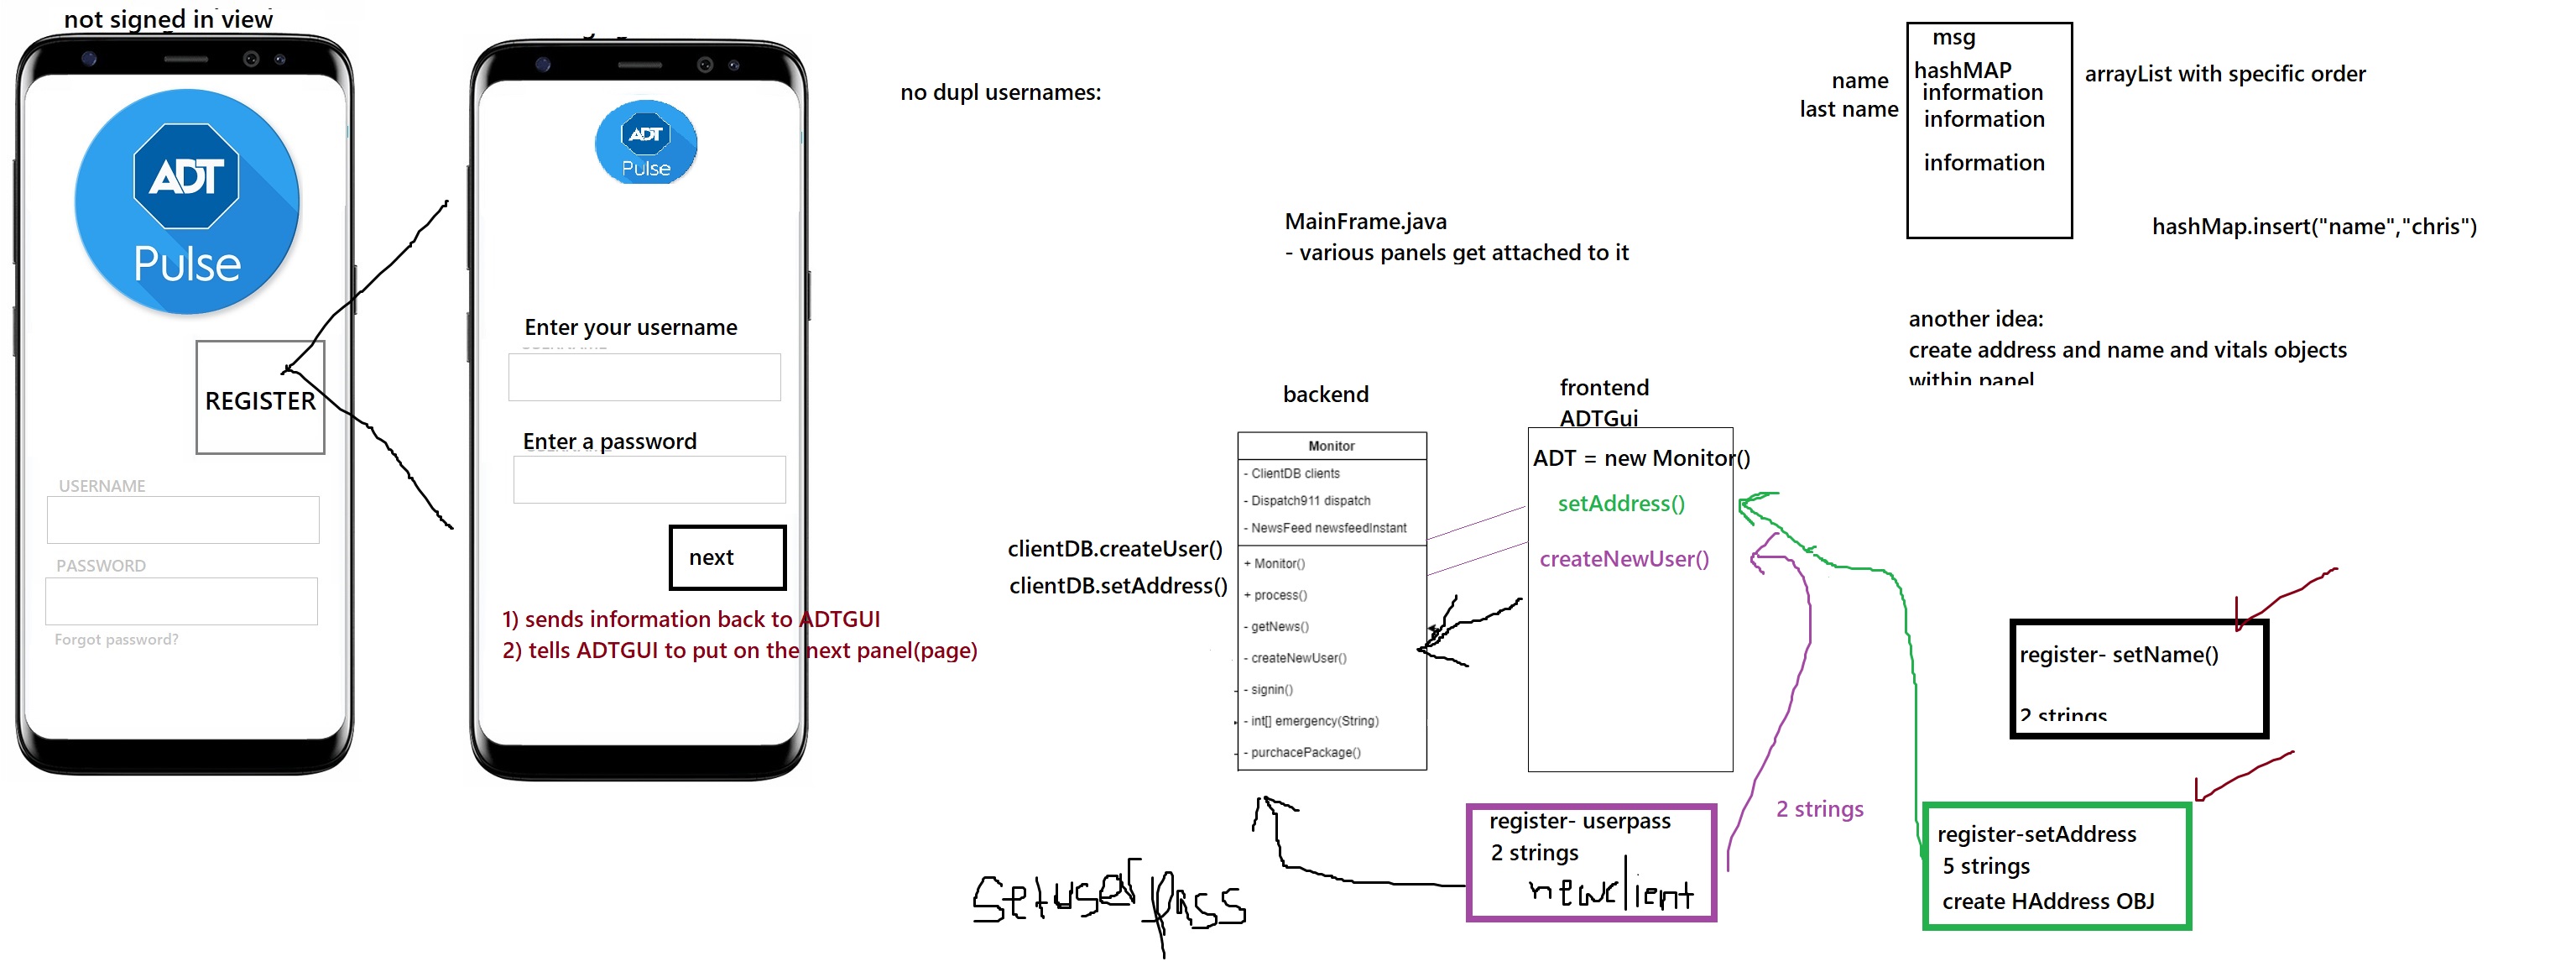 not signed in view
ADT
Pulse
REGISTER
USERNAME
PASSWORD
Forgot password?
ADT
Pulse
Enter your username
Enter a password
next
1) sends information back to ADTGUI
2) tells ADTGUI to put on the next panel(page)
no dupl usernames:
MainFrame.java
- various panels get attached to it
name
last name
msg
hashMAP
information
information
information
arrayList with specific order
hashMap.insert("name","chris")
another idea:
create address and name and vitals objects
within panel
backend
clientDB.createUser()
clientDB.setAddress()
Monitor
- ClientDB clients
- Dispatch911 dispatch
- NewsFeed newsfeedInstant
+ Monitor()
+ process()
- getNews()
- createNewUser()
- signin()
- int[] emergency(String)
- purchacePackage()
frontend
ADTGui
ADT = new Monitor()
setAddress()
createNewUser()
register- setName()
2 strings
2 strings
register- userpass
2 strings
newclient
Setuserpass
register-setAddress
5 strings
create HAddress OBJ